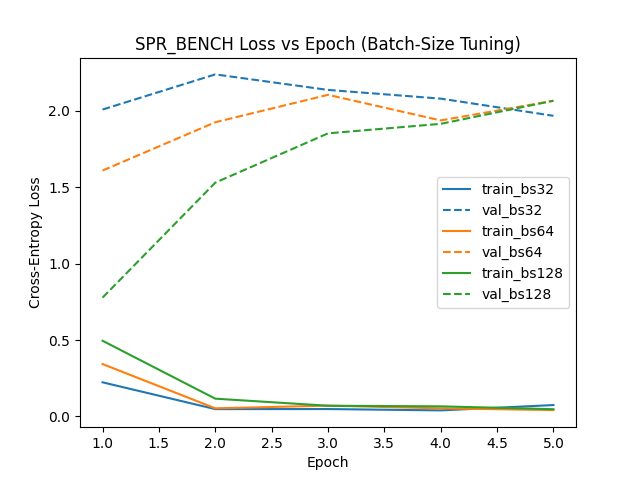 SPR_BENCH Loss vs Epoch (Batch-Size Tuning)
Cross-Entropy Loss
2.0
1.5
1.0
0.5
0.0
train_bs32
val_bs32
train_bs64
val_bs64
train_bs128
val_bs128
1.0 1.5 2.0 2.5 3.0 3.5 4.0 4.5 5.0
Epoch